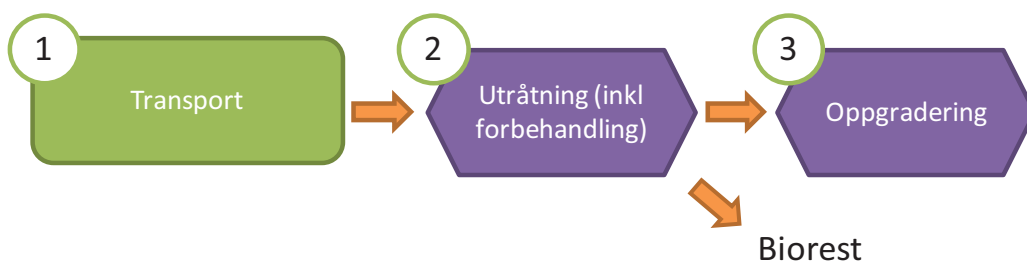 1
Transport
2
Utråtning (inkl
forbehandling)
3
Oppgradering
Biorest